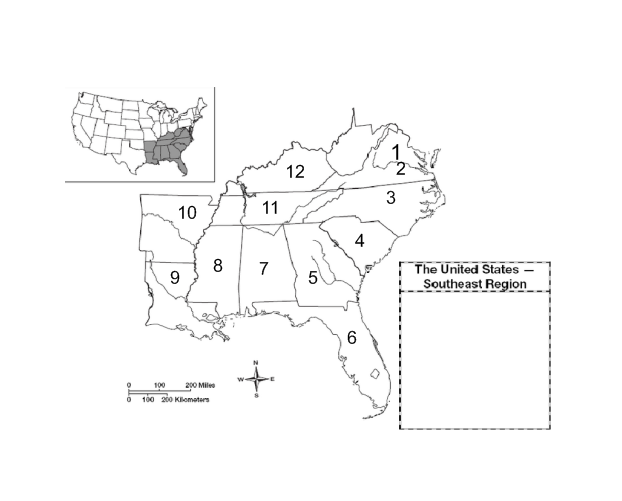 1
2
12
3
11
10
4
8
7
9
5
The United States —
Southeast Region
6
N
W E
S
0 100 200 Miles
0 100 200 Kilometers